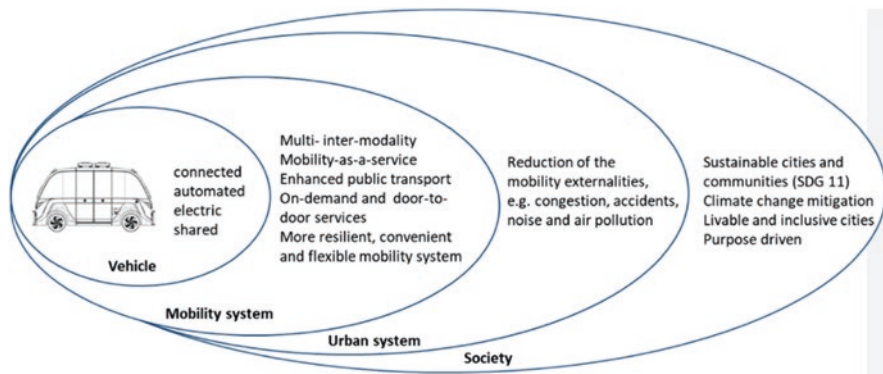 connected
automated
electric
shared
Vehicle
Multi- inter-modality
Mobility-as-a-service
Enhanced public transport
On-demand and door-to-
door services
More resilient, convenient
and flexible mobility system
Mobility system
Reduction of the
mobility externalities,
e.g. congestion, accidents,
noise and air pollution
Urban system
Sustainable cities and
communities (SDG 11)
Climate change mitigation
Livable and inclusive cities
Purpose driven
Society